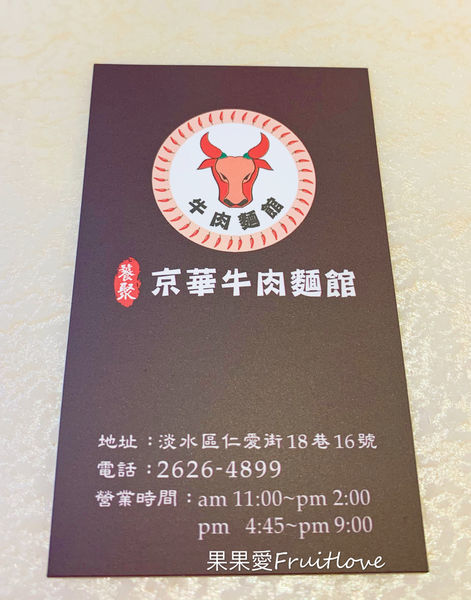 牛肉麵館
饕聚
京華牛肉麵館
地址：淡水區仁愛街18巷16號
電話：2626-4899
營業時間：am 11:00~pm 2:00
pm 4:45~pm 9:00
果果愛Fruitlove